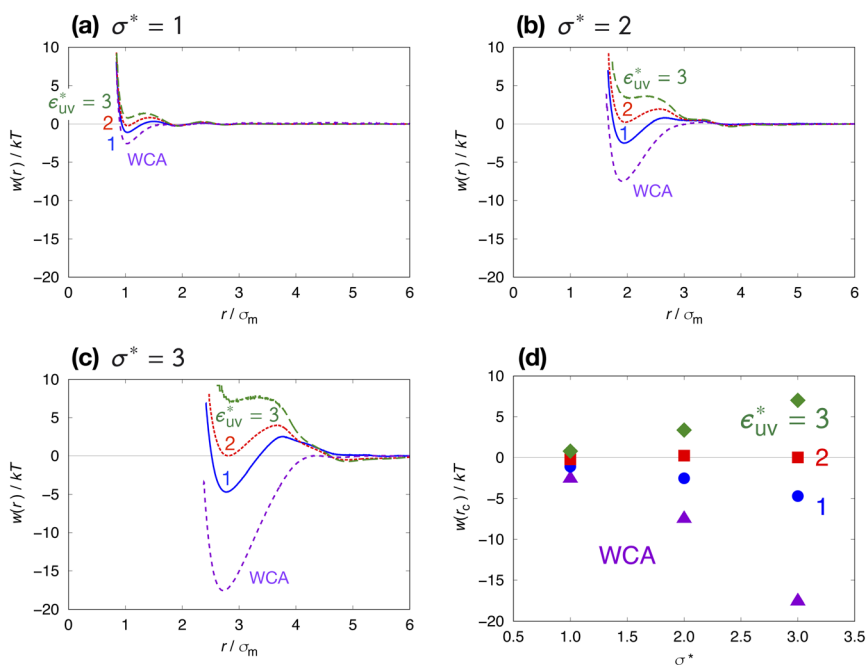 (a) σ* = 1
10
5
0
−5
−10
−15
−20
w(r) / kT
ϵ*uv = 3
2
1
WCA
0 1 2 3 4 5 6
r / σm
(b) σ* = 2
10
5
0
−5
−10
−15
−20
w(r) / kT
ϵ*uv = 3
2
1
WCA
0 1 2 3 4 5 6
r / σm
(c) σ* = 3
10
5
0
−5
−10
−15
−20
w(r) / kT
ϵ*uv = 3
2
1
WCA
0 1 2 3 4 5 6
r / σm
(d)
10
5
0
−5
−10
−15
−20
w(rc) / kT
ϵ*uv = 3
2
1
WCA
0.5 1.0 1.5 2.0 2.5 3.0 3.5
σ*